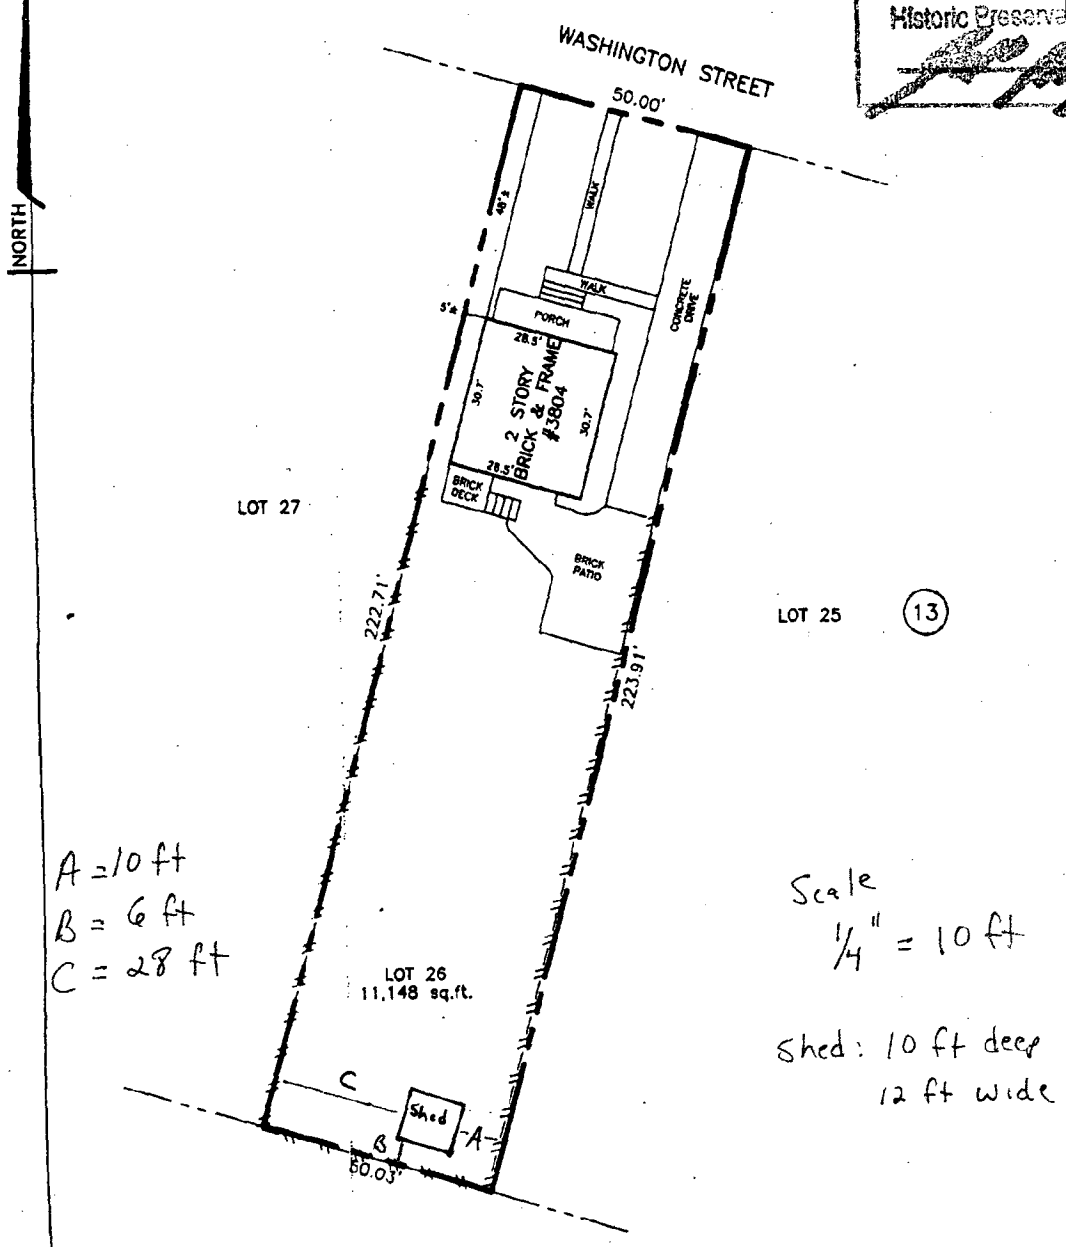 Historic Preserva
WASHINGTON STREET
50.00'
NORTH
48'±
WALK
WALK
CONCRETE
DRIVE
5'±
PORCH
28.5'
30.7'
2 STORY
BRICK & FRAME
#3804
30.7'
28.5'
BRICK
DECK
LOT 27
BRICK
PATIO
222.71'
LOT 25
13
223.91'
A = 10 ft
B = 6 ft
C = 28 ft
Scale
1/4" = 10 ft
LOT 26
11,148 sq.ft.
Shed: 10 ft deep
12 ft wide
C
Shed
A
B
50.03'